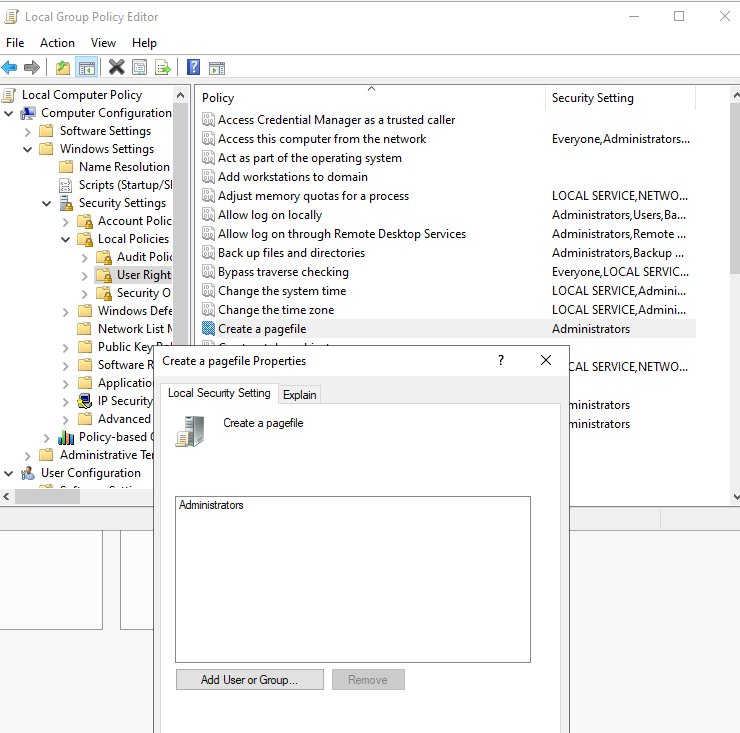 Local Group Policy Editor
File Action View Help
Local Computer Policy
Computer Configuration
Software Settings
Windows Settings
Name Resolution
Scripts (Startup/Sh
Security Settings
Account Polic
Local Policies
Audit Polic
User Right
Security O
Windows Defe
Network List M
Public Key Po
Software R
Application
IP Security
Advanced
Policy-based Q
Administrative Te
User Configuration
Policy Security Setting
Access Credential Manager as a trusted caller
Access this computer from the network Everyone,Administrators...
Act as part of the operating system
Add workstations to domain
Adjust memory quotas for a process LOCAL SERVICE,NETWO...
Allow log on locally Administrators,Users,Ba...
Allow log on through Remote Desktop Services Administrators,Remote ...
Back up files and directories Administrators,Backup ...
Bypass traverse checking Everyone,LOCAL SERVIC...
Change the system time LOCAL SERVICE,Admini...
Change the time zone LOCAL SERVICE,Admini...
Create a pagefile Administrators
CAL SERVICE,NETWO...
ministrators
ministrators
Create a pagefile Properties ?
Local Security Setting Explain
Create a pagefile
Administrators
Add User or Group... Remove